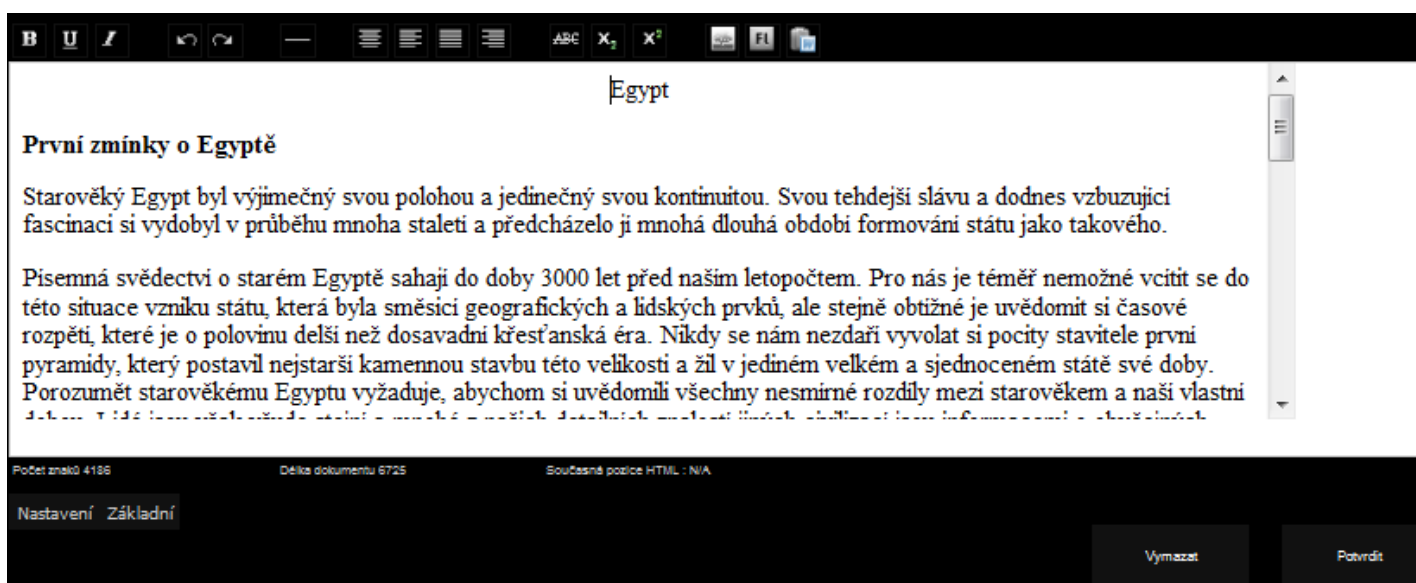 B U I ABC X₂ X² FL
Egypt
První zmínky o Egyptě
Starověký Egypt byl výjimečný svou polohou a jedinečný svou kontinuitou. Svou tehdejší slávu a dodnes vzbuzující
fascinaci si vydobyl v průběhu mnoha staletí a předcházelo jí mnohá dlouhá období formování státu jako takového.
Písemná svědectví o starém Egyptě sahají do doby 3000 let před naším letopočtem. Pro nás je téměř nemožné vcítit se do
této situace vzniku státu, která byla směsicí geografických a lidských prvků, ale stejně obtížné je uvědomit si časové
rozpětí, které je o polovinu delší než dosavadní křesťanská éra. Nikdy se nám nezdaří vyvolat si pocity stavitele první
pyramidy, který postavil nejstarší kamennou stavbu této velikosti a žil v jediném velkém a sjednoceném státě své doby.
Porozumět starověkému Egyptu vyžaduje, abychom si uvědomili všechny nesmírné rozdíly mezi starověkem a naší vlastní
Počet znaků 4186 Délka dokumentu 6725 Současná pozice HTML : N/A
Nastavení Základní
Vymazat Potvrdit